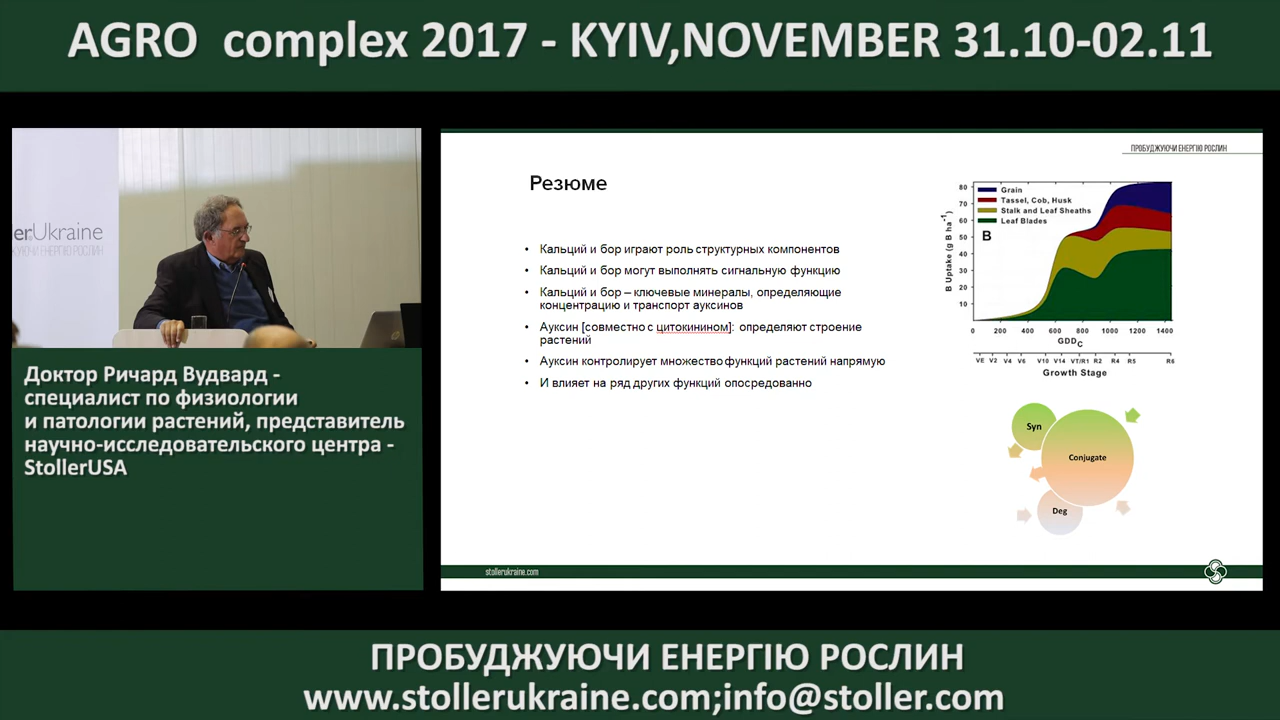 AGRO complex 2017 - KYIV,NOVEMBER 31.10-02.11
er.Ukraine
ЮЧИ ЕНЕРГІЮ РОСЛИН
Доктор Ричард Вудвард -
специалист по физиологии
и патологии растений, представитель
научно-исследовательского центра -
StollerUSA
ПРОБУДЖУЮЧИ ЕНЕРГІЮ РОСЛИН
Резюме
• Кальций и бор играют роль структурных компонентов
• Кальций и бор могут выполнять сигнальную функцию
• Кальций и бор – ключевые минералы, определяющие
концентрацию и транспорт ауксинов
• Ауксин [совместно с цитокинином]: определяют строение
растений
• Ауксин контролирует множество функций растений напрямую
• И влияет на ряд других функций опосредованно
Grain
Tassel, Cob, Husk
Stalk and Leaf Sheaths
Leaf Blades
B
B Uptake (g B ha⁻¹)
80
70
60
50
40
30
20
10
0 200 400 600 800 1000 1200 1400
GDD_C
VE V2 V4 V6 V10 V14 VT/R1 R2 R4 R5 R6
Growth Stage
Syn
Conjugate
Deg
stollerukraine.com
ПРОБУДЖУЮЧИ ЕНЕРГІЮ РОСЛИН
www.stollerukraine.com;info@stoller.com